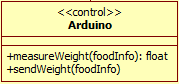 <<control>>
Arduino
+measureWeight(foodInfo): float
+sendWeight(foodInfo)